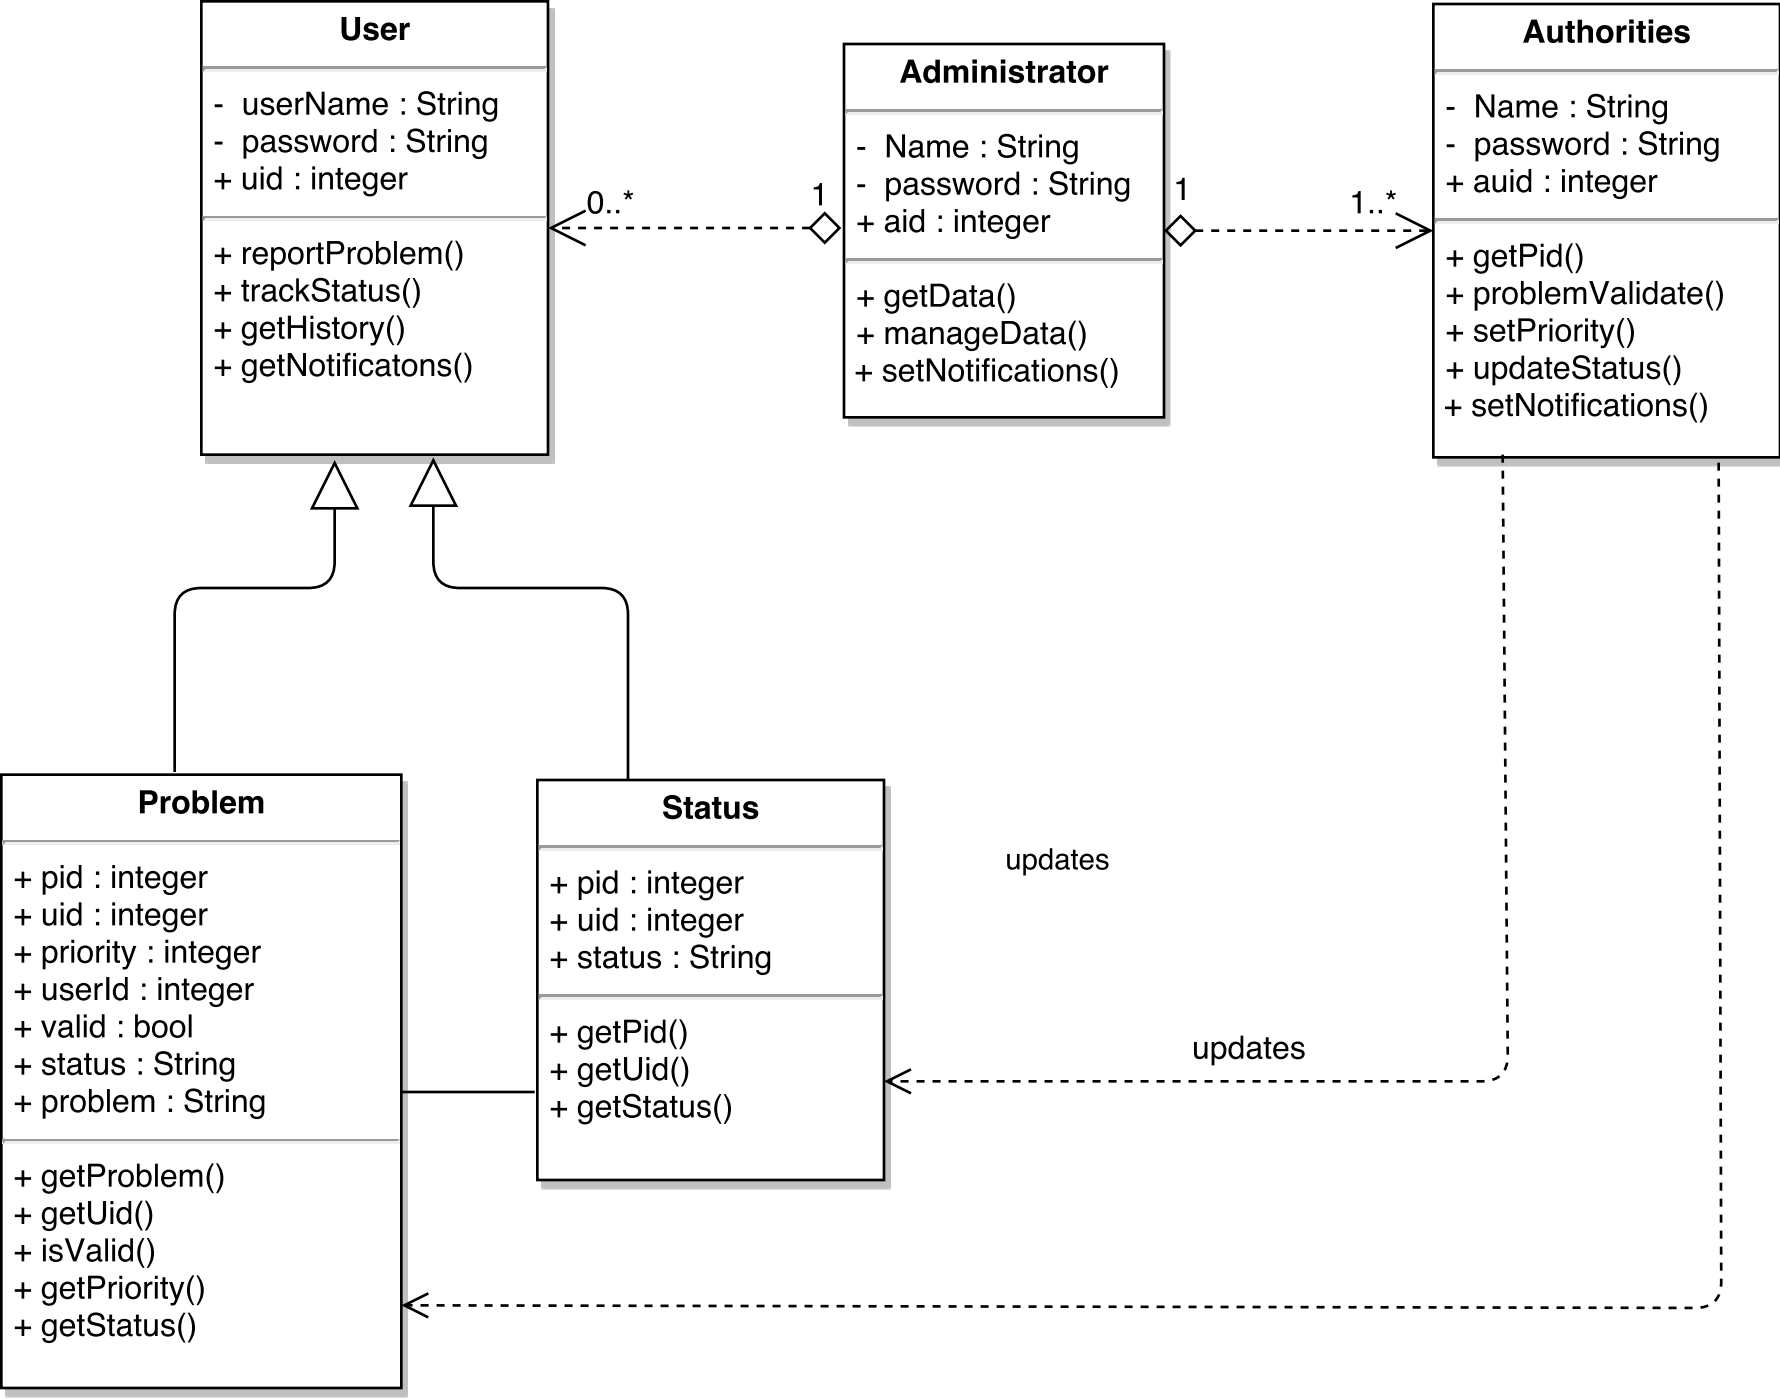 User
- userName : String
- password : String
+ uid : integer
+ reportProblem()
+ trackStatus()
+ getHistory()
+ getNotificatons()
0..*
1
Administrator
- Name : String
- password : String
+ aid : integer
+ getData()
+ manageData()
+ setNotifications()
1
1..*
Authorities
- Name : String
- password : String
+ auid : integer
+ getPid()
+ problemValidate()
+ setPriority()
+ updateStatus()
+ setNotifications()
Problem
+ pid : integer
+ uid : integer
+ priority : integer
+ userId : integer
+ valid : bool
+ status : String
+ problem : String
+ getProblem()
+ getUid()
+ isValid()
+ getPriority()
+ getStatus()
Status
+ pid : integer
+ uid : integer
+ status : String
+ getPid()
+ getUid()
+ getStatus()
updates
updates